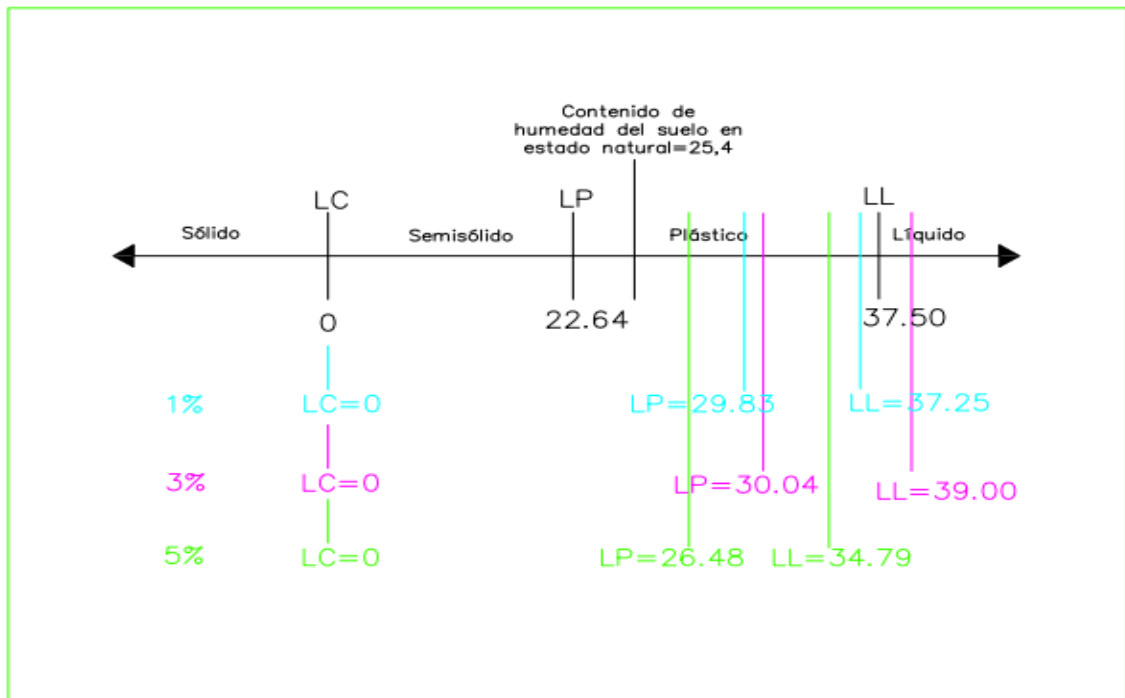 Contenido de
humedad del suelo en
estado natural=25,4
LC
LP
LL
Sólido
Semisólido
Plástico
Líquido
0
22.64
37.50
1%
LC=0
LP=29.83
LL=37.25
3%
LC=0
LP=30.04
LL=39.00
5%
LC=0
LP=26.48
LL=34.79